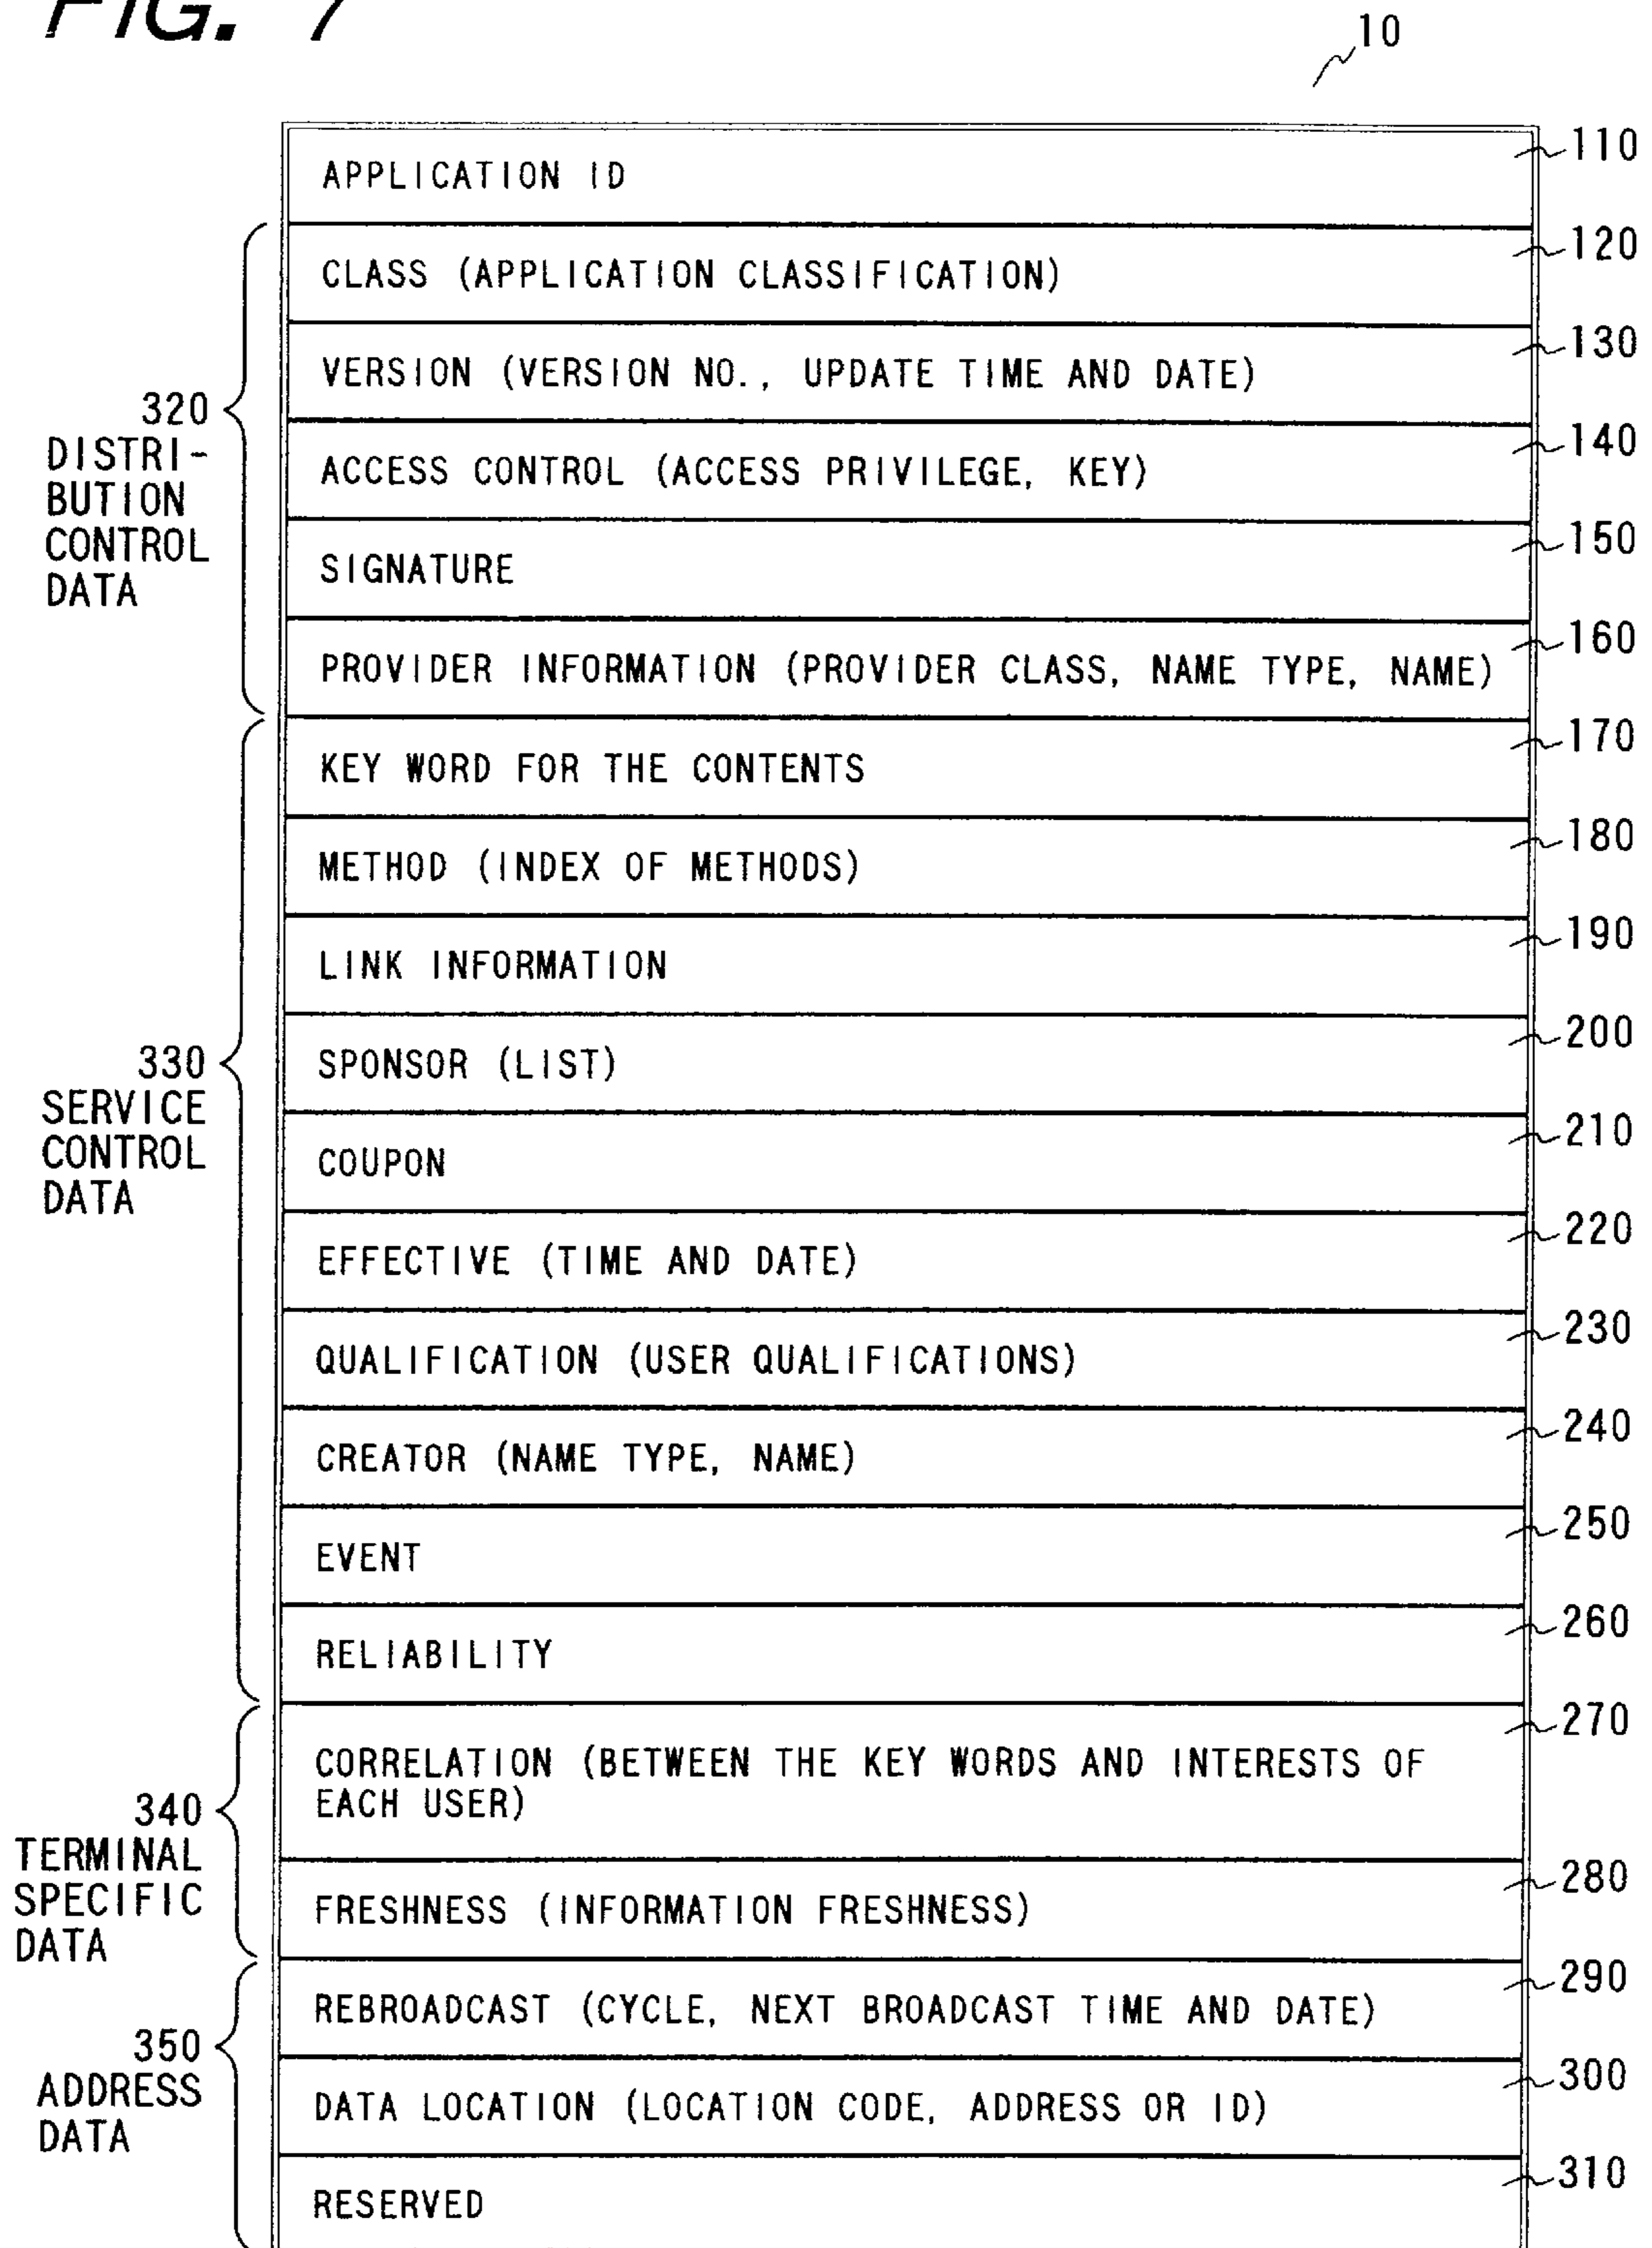 FIG. 7
10
APPLICATION ID
110
CLASS (APPLICATION CLASSIFICATION)
120
VERSION (VERSION NO., UPDATE TIME AND DATE)
130
ACCESS CONTROL (ACCESS PRIVILEGE, KEY)
140
SIGNATURE
150
PROVIDER INFORMATION (PROVIDER CLASS, NAME TYPE, NAME)
160
320
DISTRI-
BUTION
CONTROL
DATA
KEY WORD FOR THE CONTENTS
170
METHOD (INDEX OF METHODS)
180
LINK INFORMATION
190
SPONSOR (LIST)
200
COUPON
210
EFFECTIVE (TIME AND DATE)
220
QUALIFICATION (USER QUALIFICATIONS)
230
CREATOR (NAME TYPE, NAME)
240
EVENT
250
RELIABILITY
260
330
SERVICE
CONTROL
DATA
CORRELATION (BETWEEN THE KEY WORDS AND INTERESTS OF
EACH USER)
270
FRESHNESS (INFORMATION FRESHNESS)
280
340
TERMINAL
SPECIFIC
DATA
REBROADCAST (CYCLE, NEXT BROADCAST TIME AND DATE)
290
DATA LOCATION (LOCATION CODE, ADDRESS OR ID)
300
RESERVED
310
350
ADDRESS
DATA